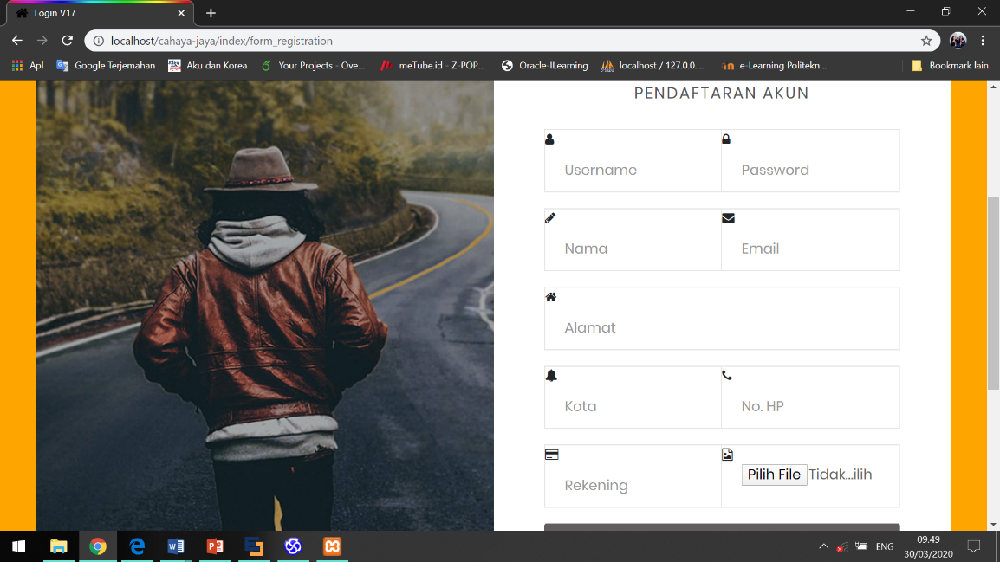 Login V17
localhost/cahaya-jaya/index/form_registration
Apl Google Terjemahan Aku dan Korea Your Projects - Ove... meTube.id - Z-POP... Oracle-ILearning localhost / 127.0.0.... e-Learning Politekn... Bookmark lain
PENDAFTARAN AKUN
Username Password
Nama Email
Alamat
Kota No. HP
Rekening Pilih File Tidak...ilih
ENG
09.49
30/03/2020